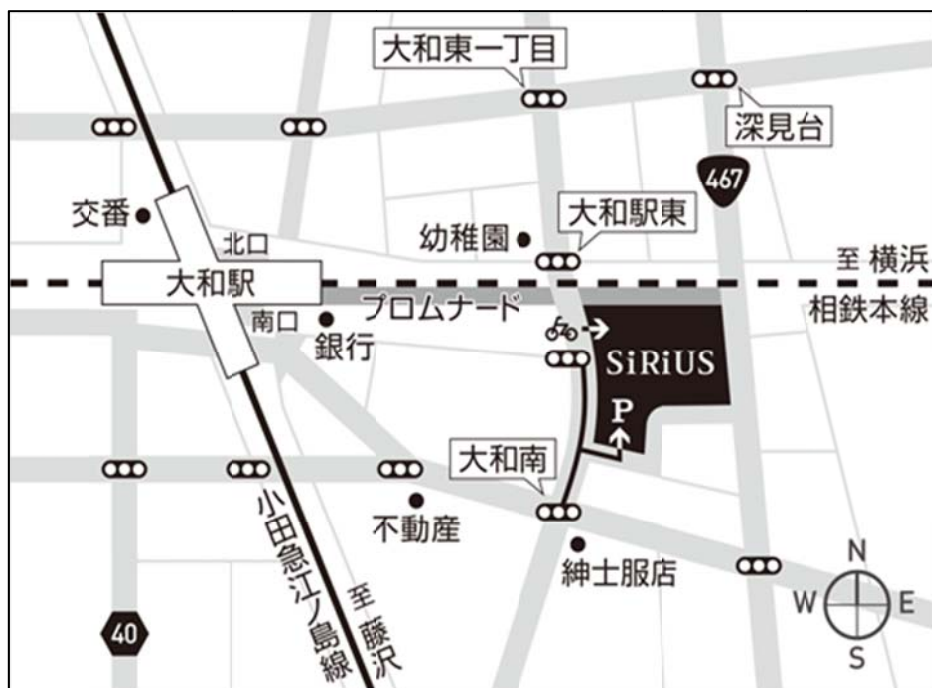 大和東一丁目
深見台
467
交番
北口
幼稚園
大和駅東
至 横浜
大和駅
プロムナード
相鉄本線
南口
銀行
SiRiUS
P
大和南
不動産
紳士服店
小田急江ノ島線
至 藤沢
40
N
W E
S